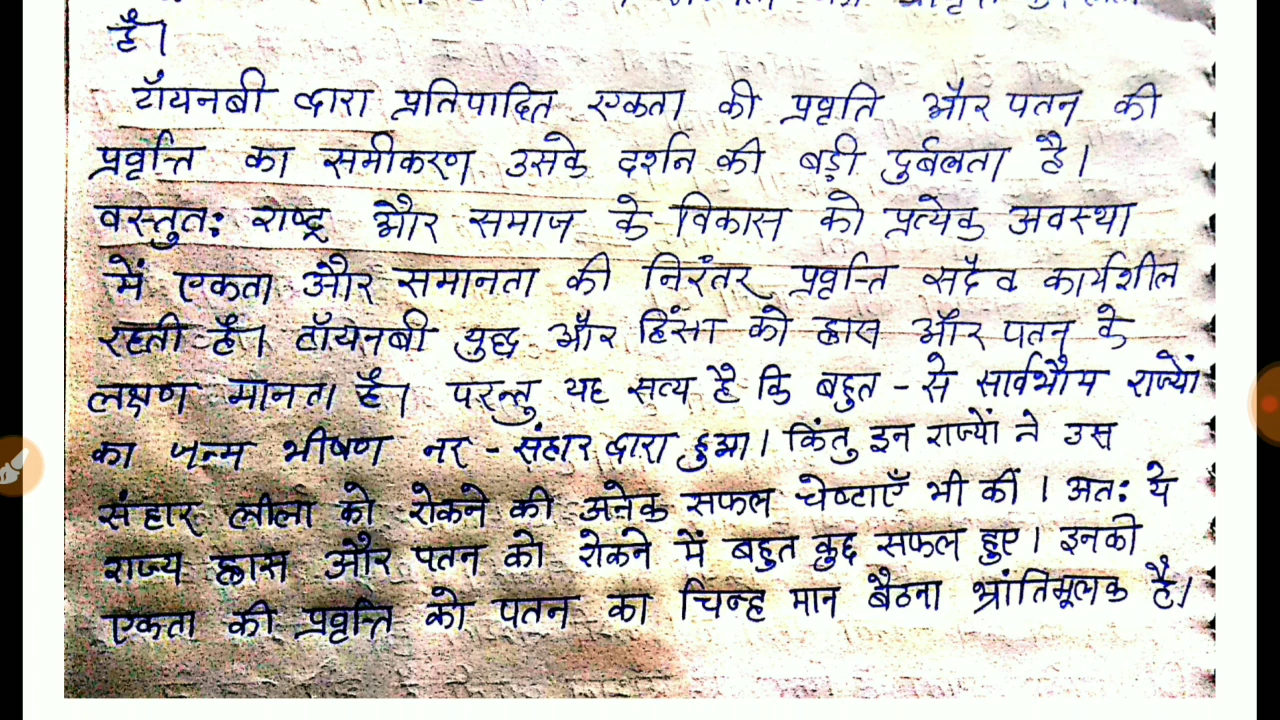 है।
टॉयनबी द्वारा प्रतिपादित एकता की प्रवृति और पतन की
प्रवृत्ति का समीकरण उसके दर्शन की बड़ी दुर्बलता है।
वस्तुतः राष्ट्र और समाज के विकास को प्रत्येक अवस्था
में एकता और समानता की निरंतर प्रवृत्ति सदैव कार्यशील
रहती है। टॉयनबी युद्ध और हिंसा को ह्रास और पतन के
लक्षण मानता है। परन्तु यह सत्य है कि बहुत - से सार्वभौम राज्यों
का जन्म भीषण नर - संहार द्वारा हुआ। किंतु इन राज्यों ने उस
संहार लीला को रोकने की अनेक सफल चेष्टाएँ भी कीं। अतः ये
राज्य ह्रास और पतन को रोकने में बहुत कुछ सफल हुए। इनकी
एकता की प्रवृत्ति को पतन का चिन्ह मान बैठना भ्रांतिमूलक है।